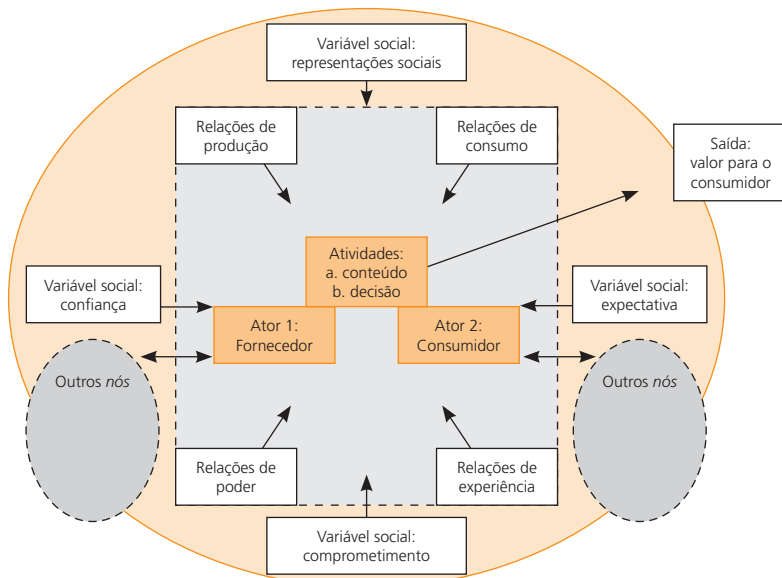 Variável social:
representações sociais
Relações de
produção
Relações de
consumo
Saída:
valor para o
consumidor
Atividades:
a. conteúdo
b. decisão
Variável social:
confiança
Variável social:
expectativa
Ator 1:
Fornecedor
Ator 2:
Consumidor
Outros nós
Outros nós
Relações de
poder
Relações de
experiência
Variável social:
comprometimento